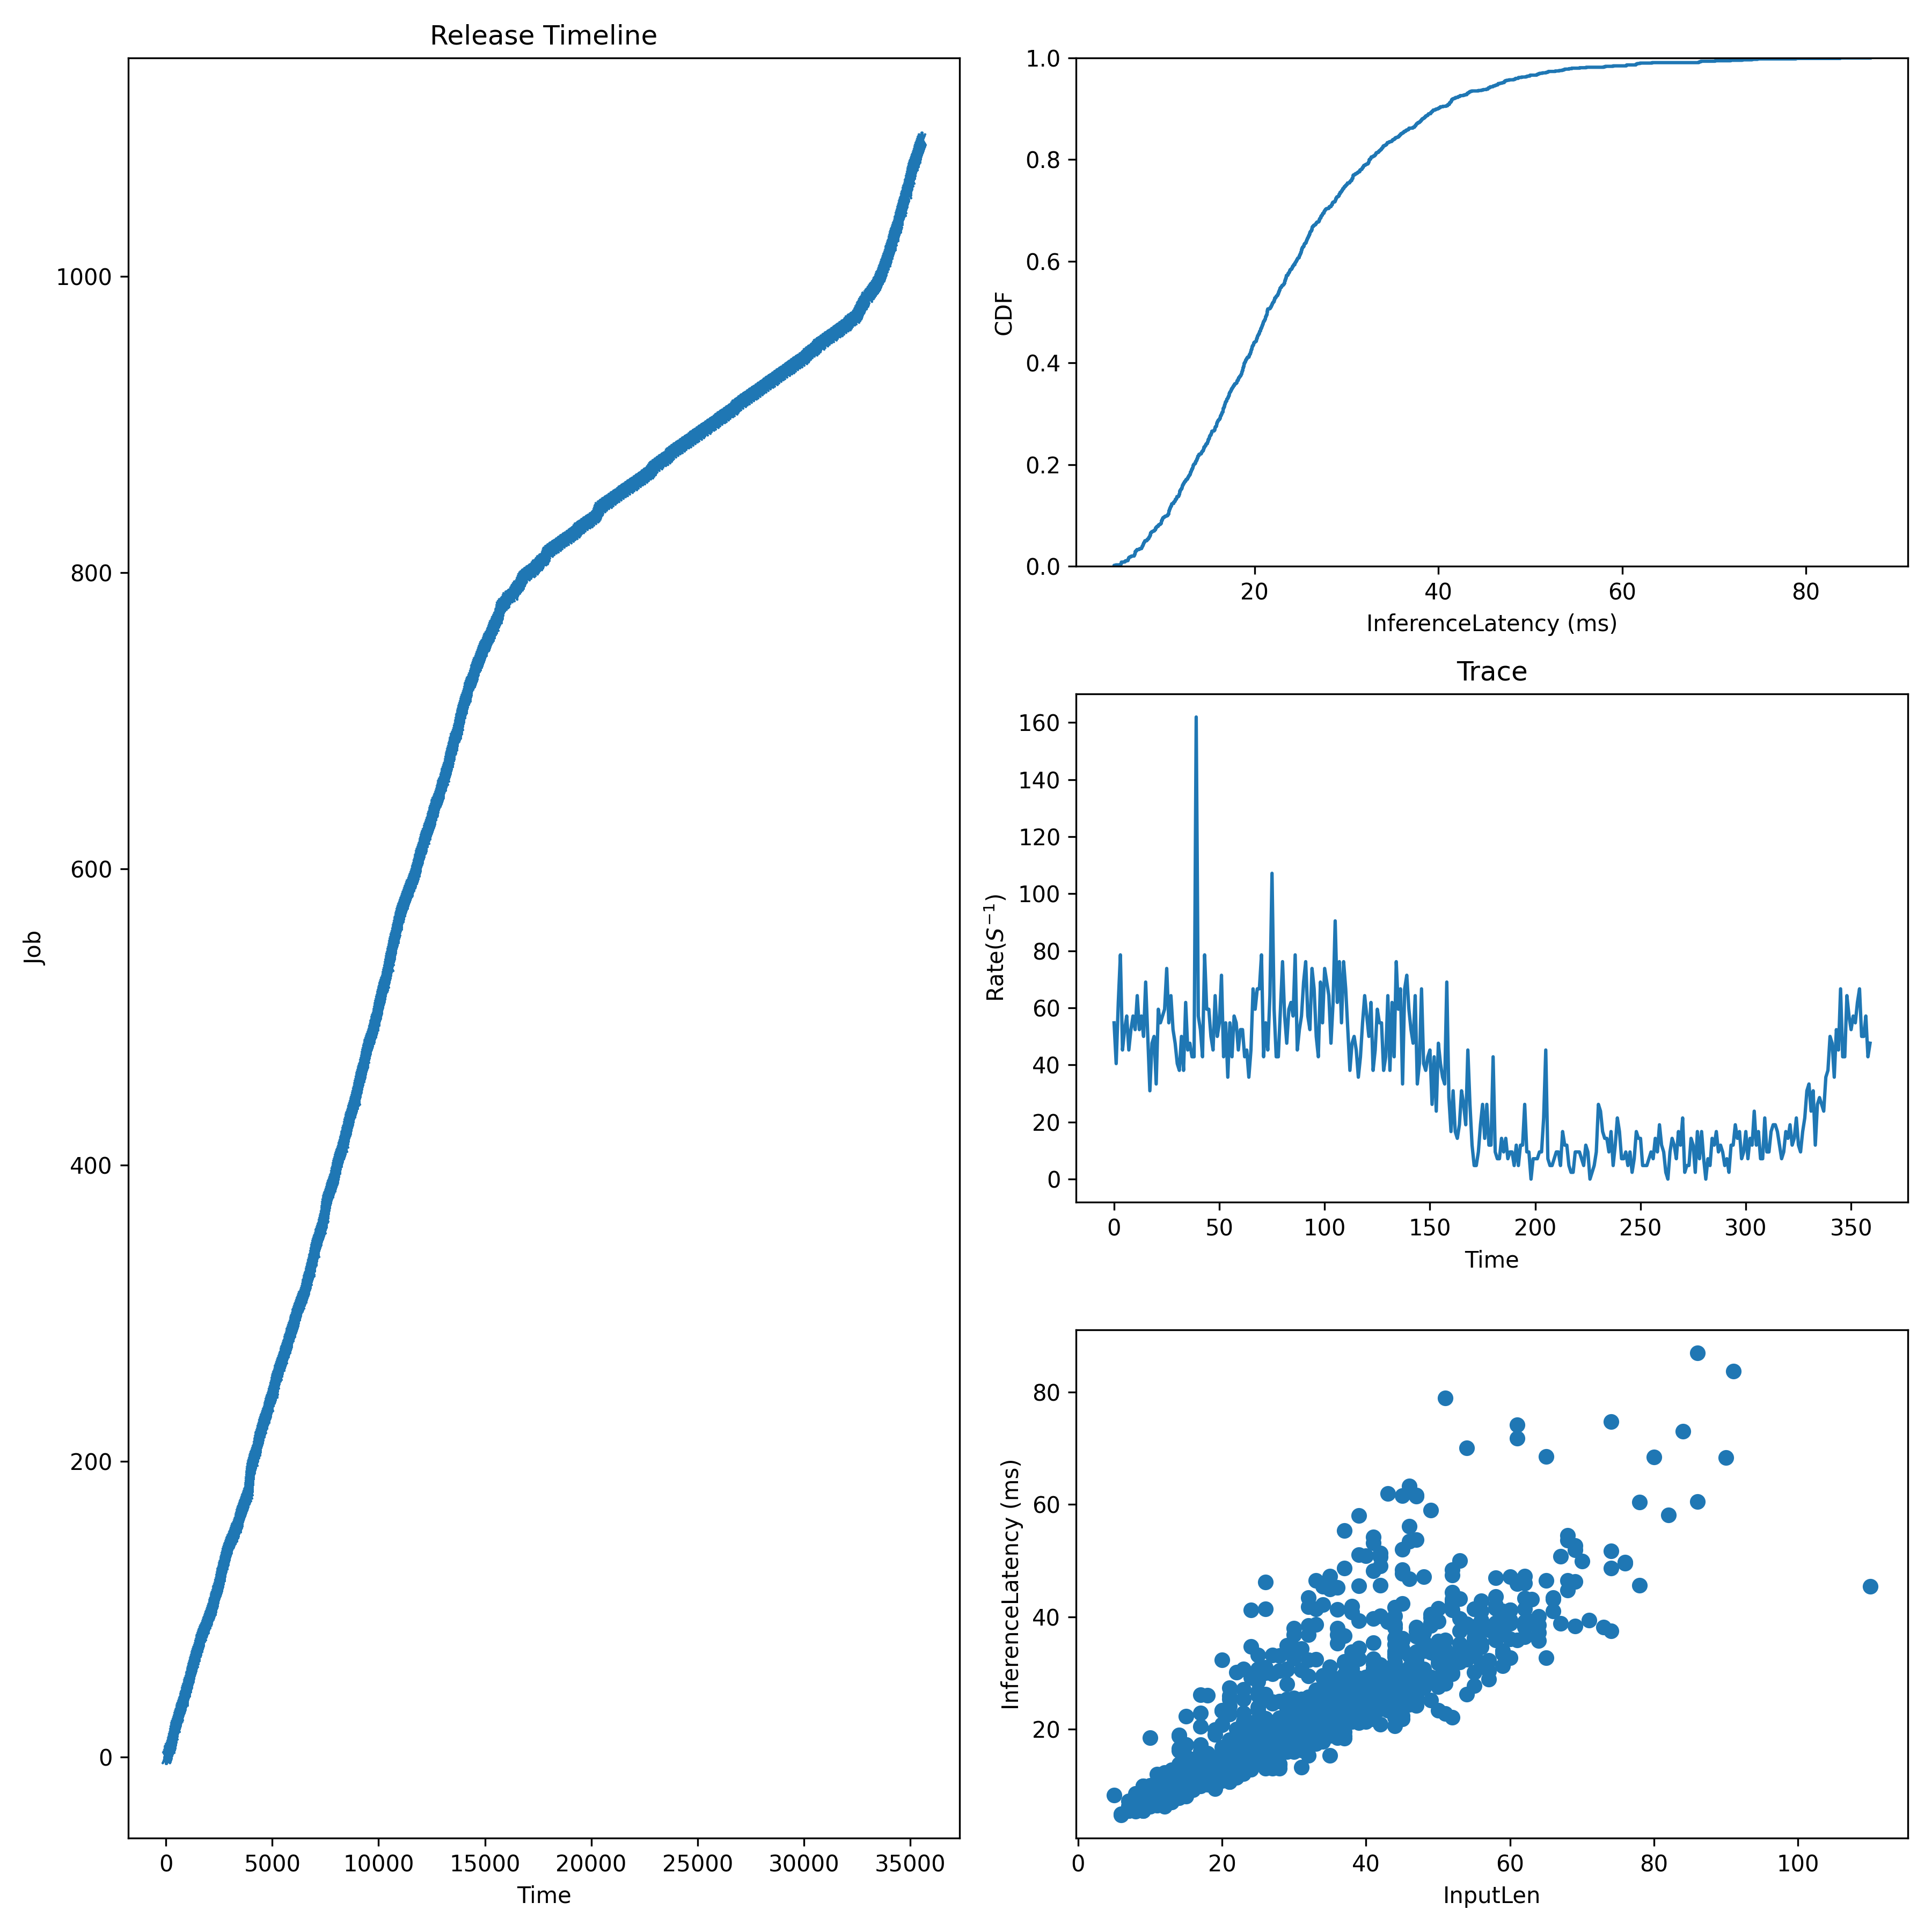 Release Timeline
Job
1000
800
600
400
200
0
0 5000 10000 15000 20000 25000 30000 35000
Time
CDF
1.0
0.8
0.6
0.4
0.2
0.0
20 40 60 80
InferenceLatency (ms)
Trace
Rate(S⁻¹)
160
140
120
100
80
60
40
20
0
0 50 100 150 200 250 300 350
Time
InferenceLatency (ms)
80
60
40
20
0 20 40 60 80 100
InputLen